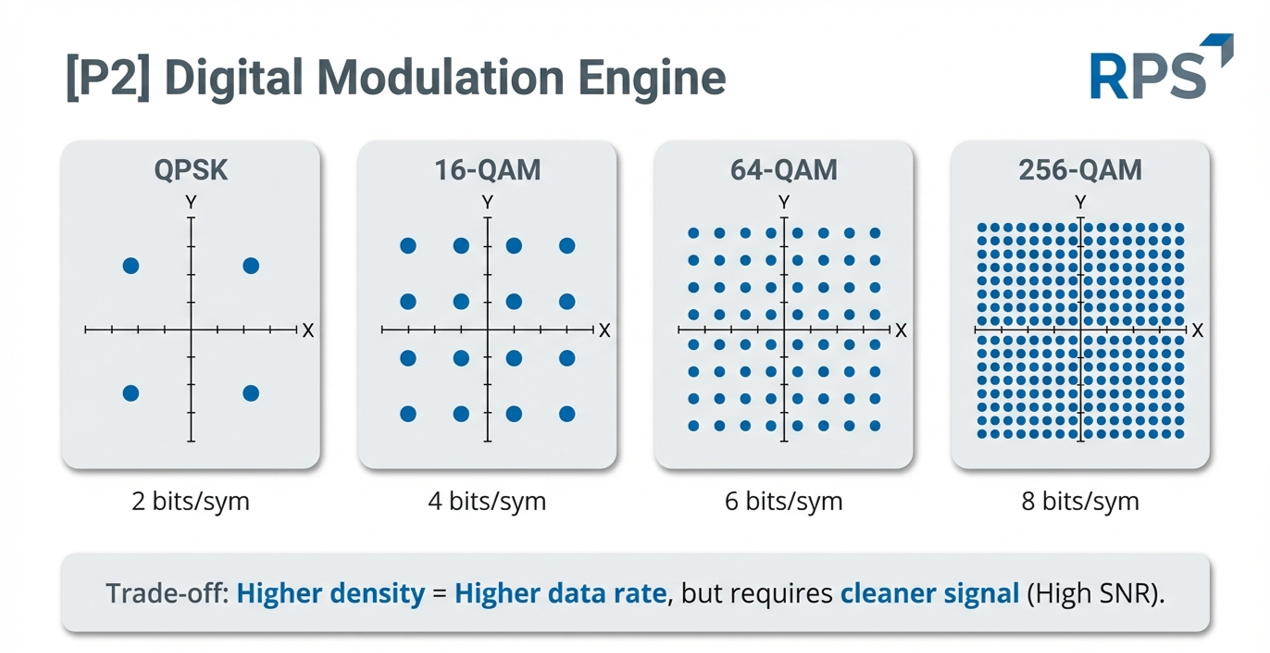 [P2] Digital Modulation Engine
RPS
QPSK
Y
X
2 bits/sym
16-QAM
Y
X
4 bits/sym
64-QAM
Y
X
6 bits/sym
256-QAM
Y
X
8 bits/sym
Trade-off: Higher density = Higher data rate, but requires cleaner signal (High SNR).